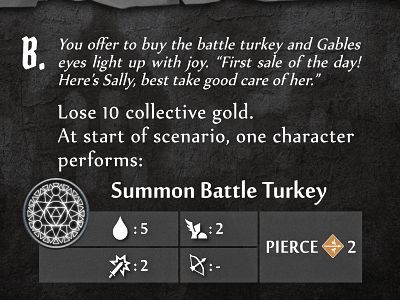 B. You offer to buy the battle turkey and Gables
eyes light up with joy. “First sale of the day!
Here’s Sally, best take good care of her.”
Lose 10 collective gold.
At start of scenario, one character
performs:
Summon Battle Turkey
: 5 : 2
PIERCE 2
: 2 : -